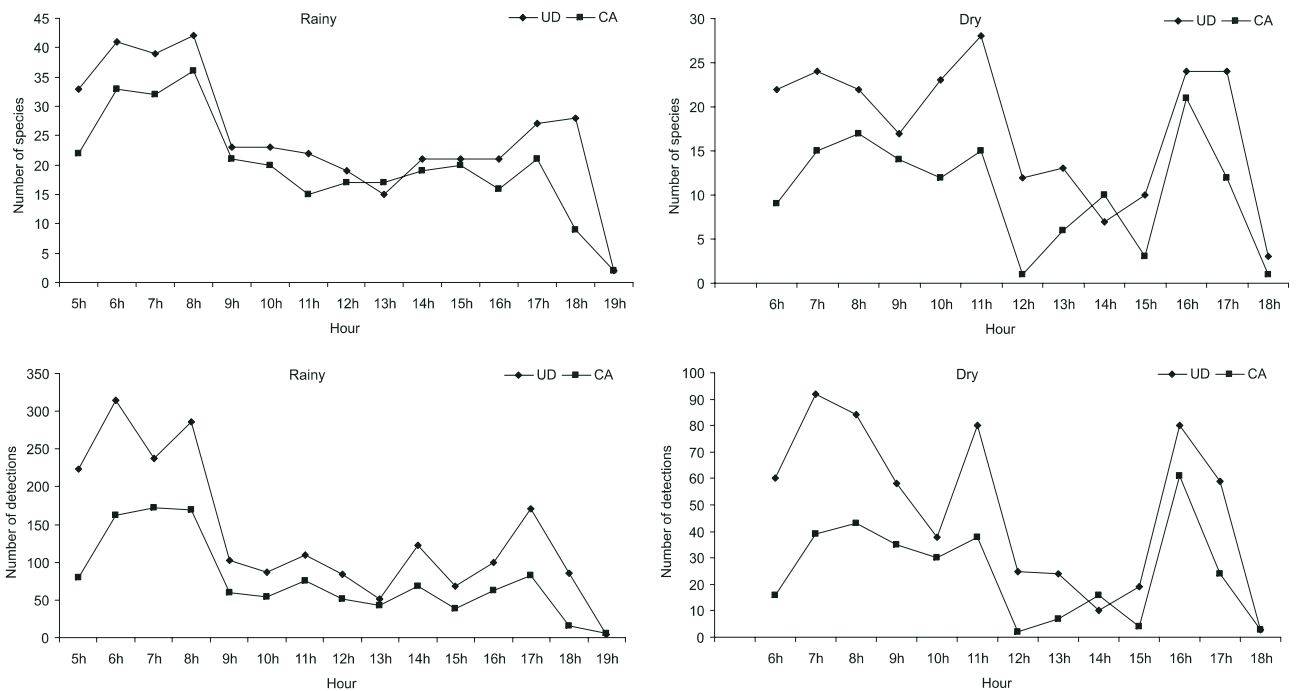 Rainy
UD CA
45
40
35
30
25
20
15
10
5
0
Number of species
5h 6h 7h 8h 9h 10h 11h 12h 13h 14h 15h 16h 17h 18h 19h
Hour
Dry
UD CA
30
25
20
15
10
5
0
Number of species
6h 7h 8h 9h 10h 11h 12h 13h 14h 15h 16h 17h 18h
Hour
Rainy
UD CA
350
300
250
200
150
100
50
0
Number of detections
5h 6h 7h 8h 9h 10h 11h 12h 13h 14h 15h 16h 17h 18h 19h
Hour
Dry
UD CA
100
90
80
70
60
50
40
30
20
10
0
Number of detections
6h 7h 8h 9h 10h 11h 12h 13h 14h 15h 16h 17h 18h
Hour